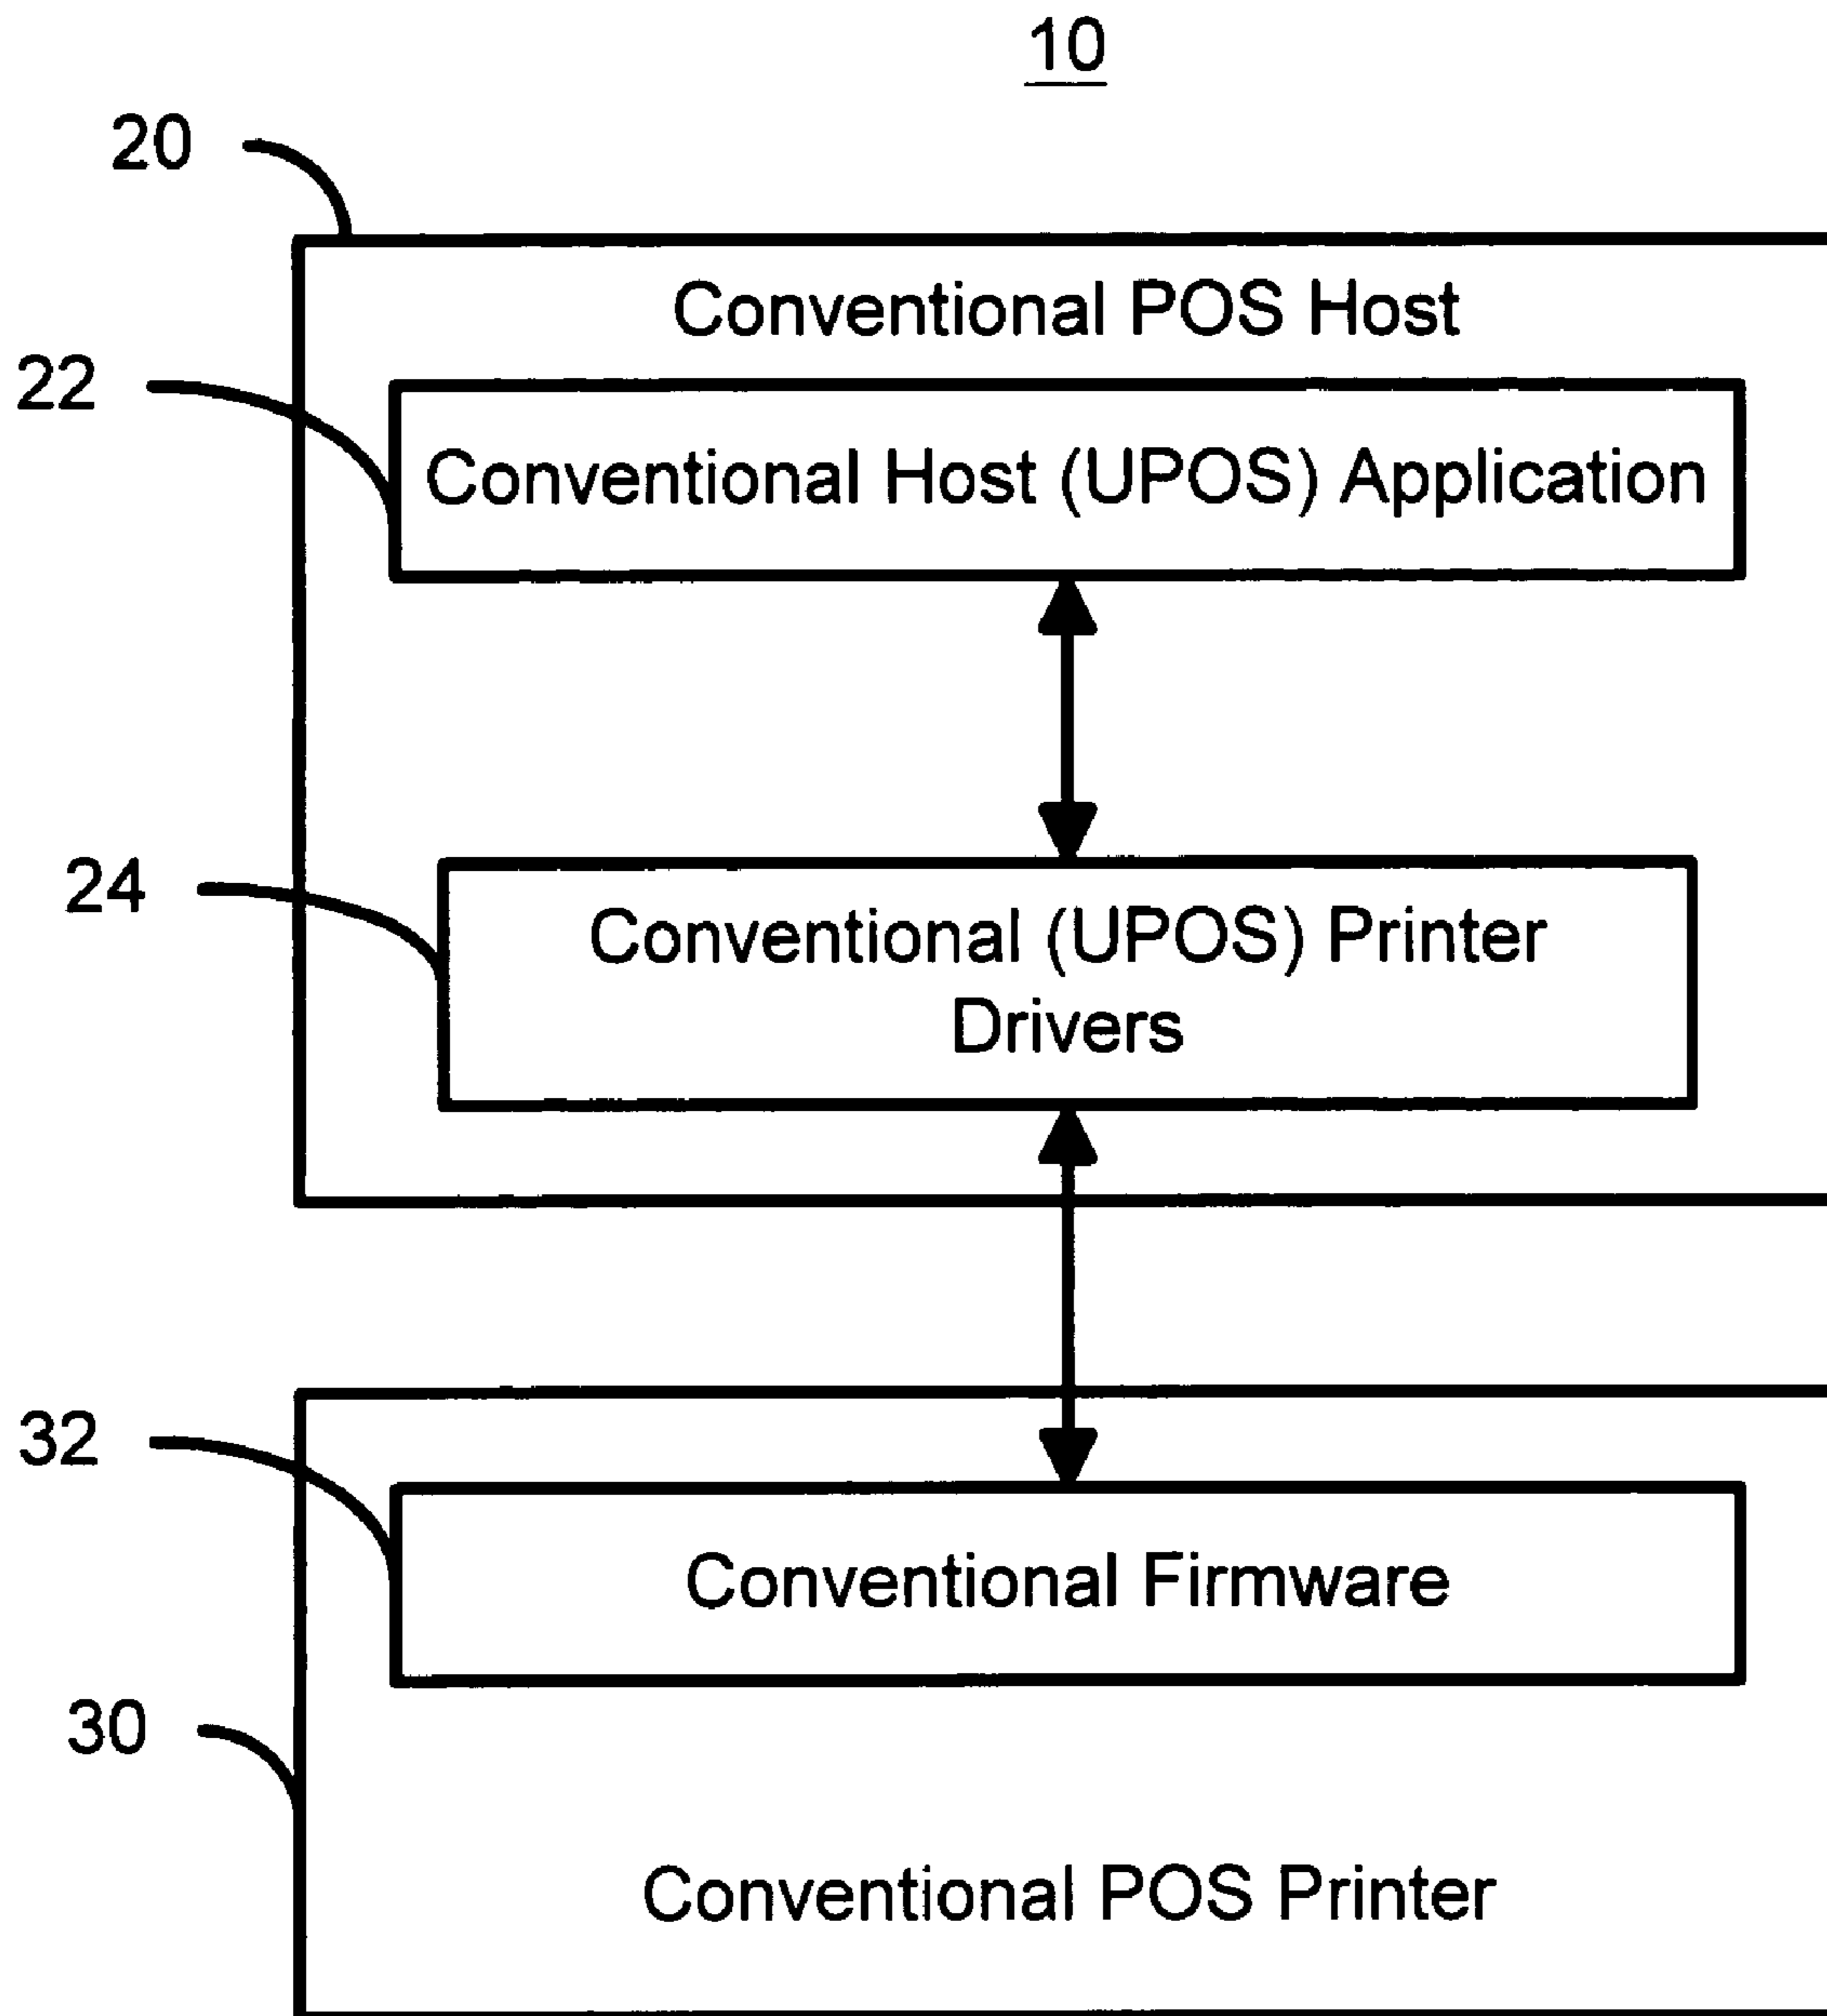 10
20
Conventional POS Host
22
Conventional Host (UPOS) Application
24
Conventional (UPOS) Printer
Drivers
32
Conventional Firmware
30
Conventional POS Printer